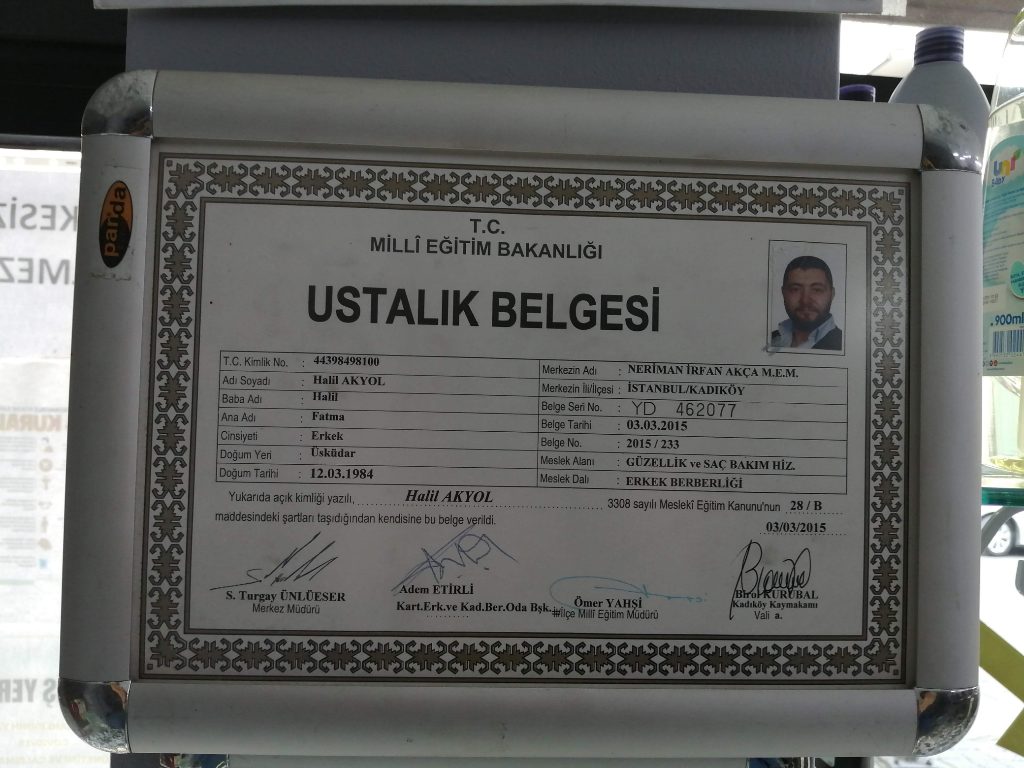 T.C.
MİLLÎ EĞİTİM BAKANLIĞI
USTALIK BELGESİ
T.C. Kimlik No. : 44398498100
Adı Soyadı : Halil AKYOL
Baba Adı : Halil
Ana Adı : Fatma
Cinsiyeti : Erkek
Doğum Yeri : Üsküdar
Doğum Tarihi : 12.03.1984
Merkezin Adı : NERİMAN İRFAN AKÇA M.E.M.
Merkezin İli/İlçesi : İSTANBUL/KADIKÖY
Belge Seri No. : YD 462077
Belge Tarihi : 03.03.2015
Belge No. : 2015 / 233
Meslek Alanı : GÜZELLİK ve SAÇ BAKIM HİZ.
Meslek Dalı : ERKEK BERBERLİĞİ
Yukarıda açık kimliği yazılı, Halil AKYOL 3308 sayılı Meslekî Eğitim Kanunu'nun 28 / B
maddesindeki şartları taşıdığından kendisine bu belge verildi.
03/03/2015
S. Turgay ÜNLÜESER
Merkez Müdürü
Adem ETİRLİ
Kart.Erk.ve Kad.Ber.Oda Bşk.
Ömer YAHŞİ
İlçe Millî Eğitim Müdürü
Birol KURUBAL
Kadıköy Kaymakamı
Vali a.
parıda
uni
900ml